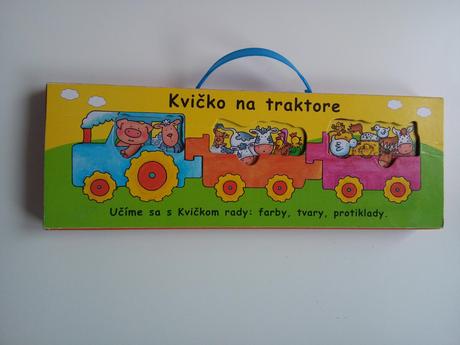 Kvičko na traktore
Učíme sa s Kvičkom rady: farby, tvary, protiklady.